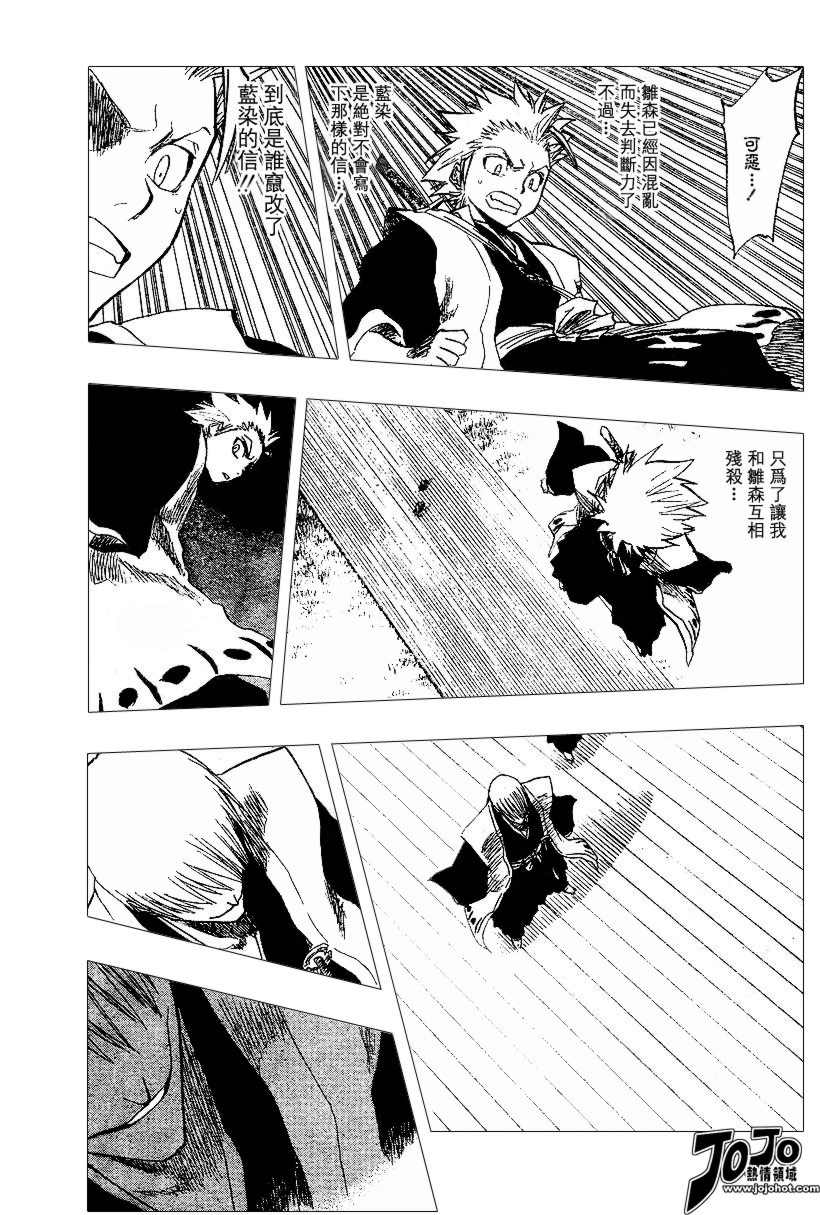 可惡…!
雛森已經因混亂
而失去判斷力了
不過…
藍染
是絕對不會寫
下那樣的信…!
到底是誰竄改了
藍染的信!!
只爲了讓我
和雛森互相
殘殺…
JOJO
熱情領域
www.jojohot.com